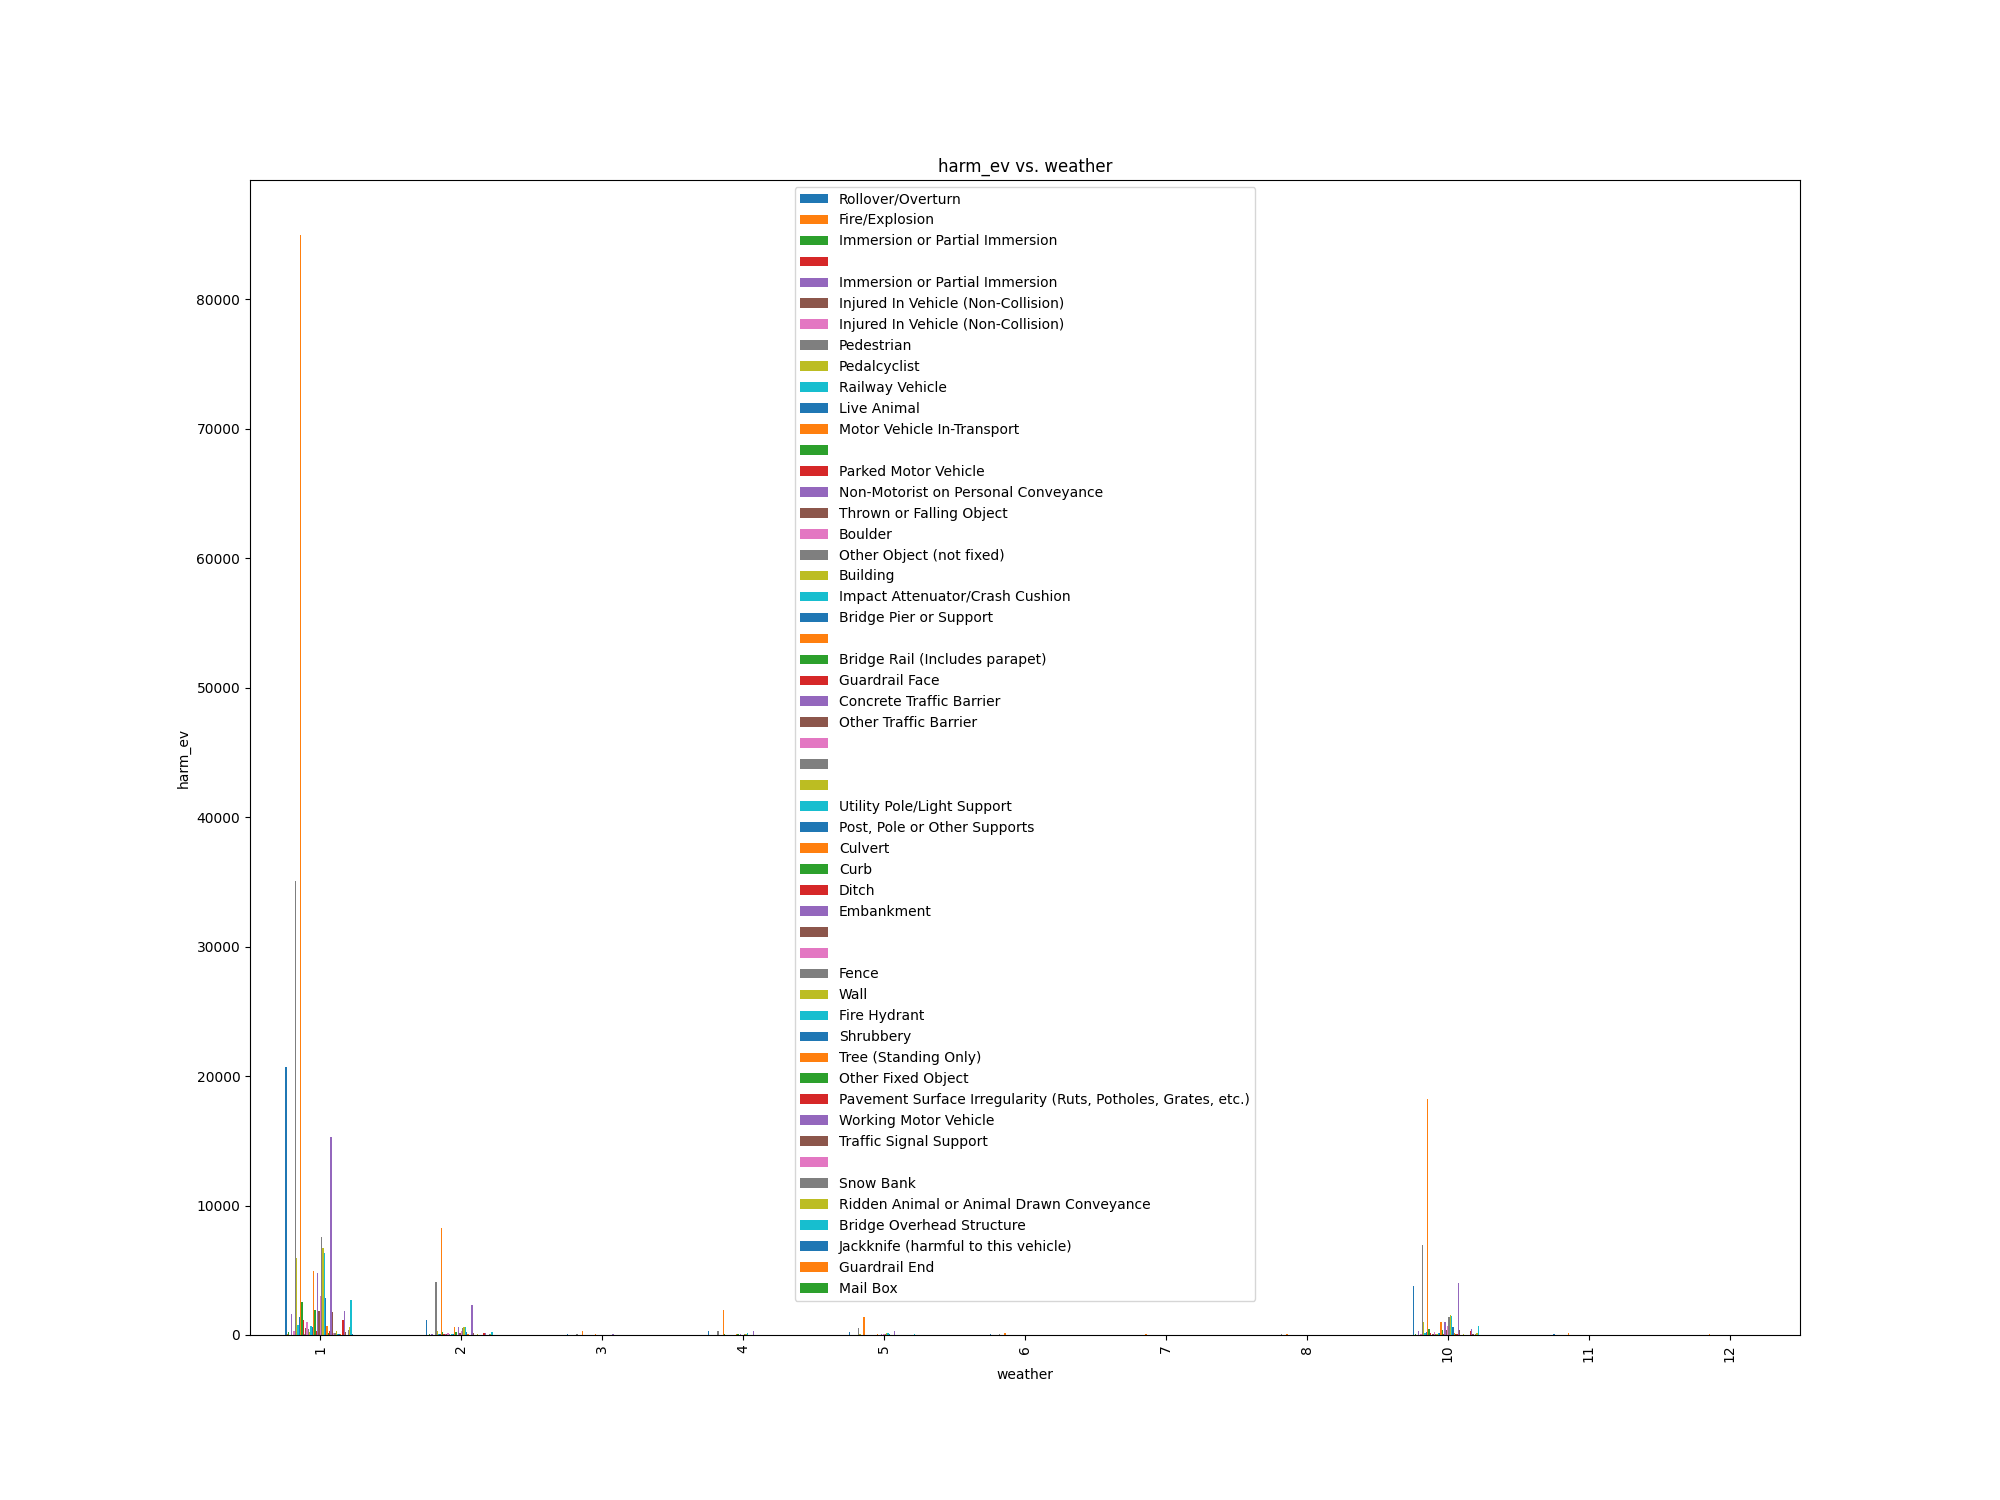 harm_ev vs. weather
Rollover/Overturn
Fire/Explosion
Immersion or Partial Immersion
Immersion or Partial Immersion
Injured In Vehicle (Non-Collision)
Injured In Vehicle (Non-Collision)
Pedestrian
Pedalcyclist
Railway Vehicle
Live Animal
Motor Vehicle In-Transport
Parked Motor Vehicle
Non-Motorist on Personal Conveyance
Thrown or Falling Object
Boulder
Other Object (not fixed)
Building
Impact Attenuator/Crash Cushion
Bridge Pier or Support
Bridge Rail (Includes parapet)
Guardrail Face
Concrete Traffic Barrier
Other Traffic Barrier
Utility Pole/Light Support
Post, Pole or Other Supports
Culvert
Curb
Ditch
Embankment
Fence
Wall
Fire Hydrant
Shrubbery
Tree (Standing Only)
Other Fixed Object
Pavement Surface Irregularity (Ruts, Potholes, Grates, etc.)
Working Motor Vehicle
Traffic Signal Support
Snow Bank
Ridden Animal or Animal Drawn Conveyance
Bridge Overhead Structure
Jackknife (harmful to this vehicle)
Guardrail End
Mail Box
harm_ev
80000
70000
60000
50000
40000
30000
20000
10000
0
1 2 3 4 5 6 7 8 10 11 12
weather